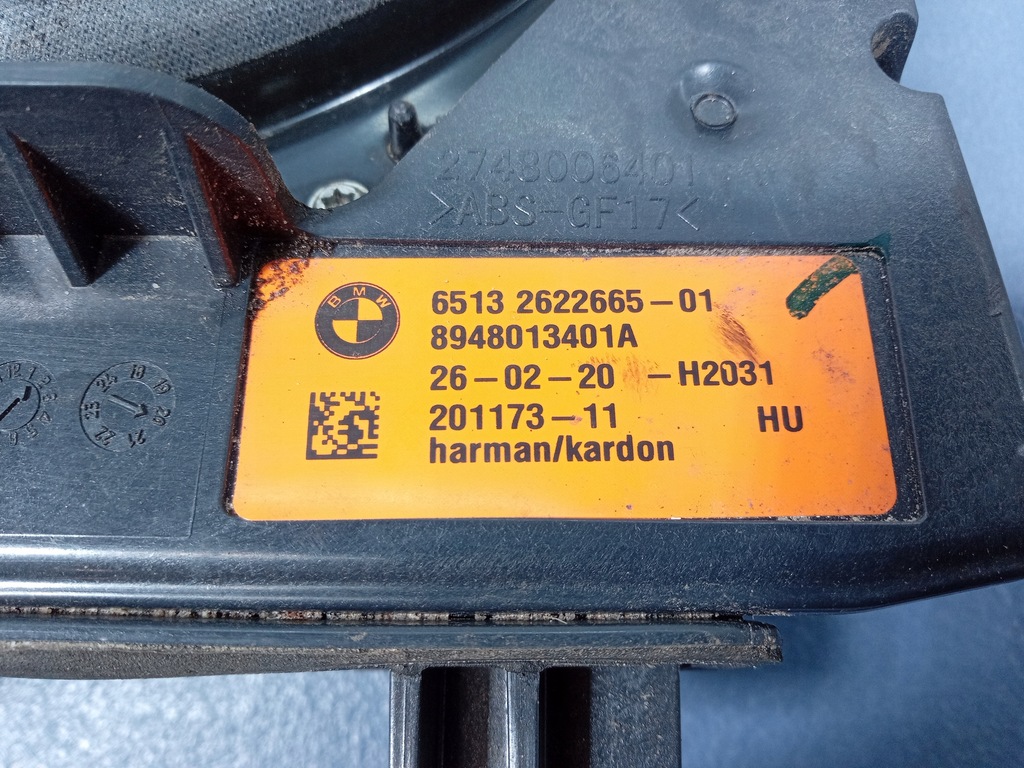 2748006401
>ABS-GF17<
BMW
6513 2622665-01
8948013401A
26-02-20 -H2031
201173-11 HU
harman/kardon